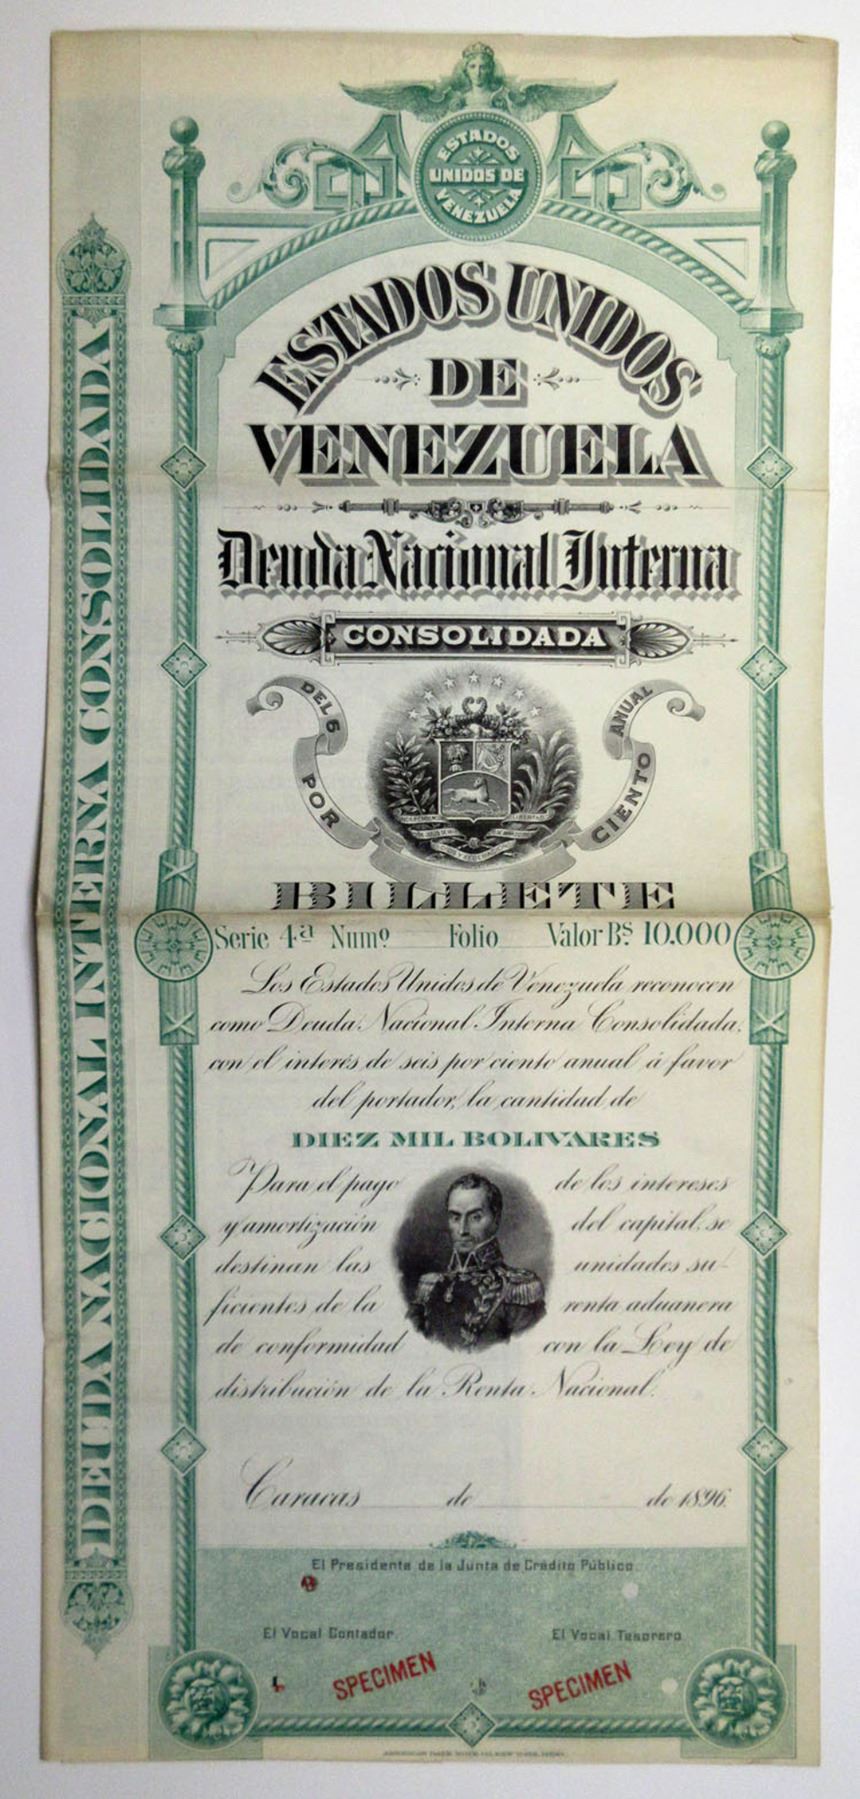 ESTADOS
UNIDOS DE
VENEZUELA
ESTADOS UNIDOS
DE
VENEZUELA
Deuda Nacional Interna
CONSOLIDADA
DEL 6 POR CIENTO ANUAL
BILLETE
Serie 4ª Numº Folio Valor Bs. 10.000
Los Estados Unidos de Venezuela reconocen
como Deuda Nacional Interna Consolidada,
con el interés de seis por ciento anual á favor
del portador, la cantidad de
DIEZ MIL BOLIVARES
Para el pago de los intereses
y amortización del capital, se
destinan las unidades su-
ficientes de la renta aduanera
de conformidad con la Ley de
distribución de la Renta Nacional.
Caracas de de 1896.
El Presidente de la Junta de Crédito Público.
El Vocal Contador. El Vocal Tesorero.
SPECIMEN SPECIMEN
DEUDA NACIONAL INTERNA CONSOLIDADA